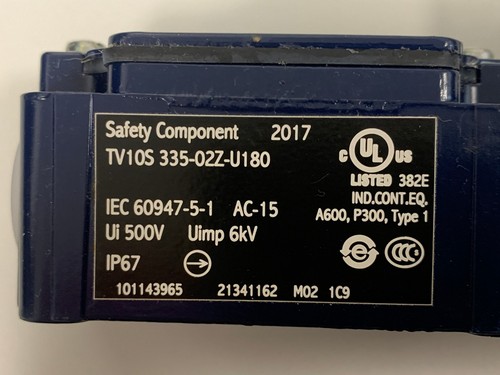 Safety Component 2017
TV10S 335-02Z-U180
C UL US
LISTED 382E
IND.CONT.EQ.
A600, P300, Type 1
IEC 60947-5-1 AC-15
Ui 500V Uimp 6kV
IP67
CCC
101143965 21341162 M02 1C9